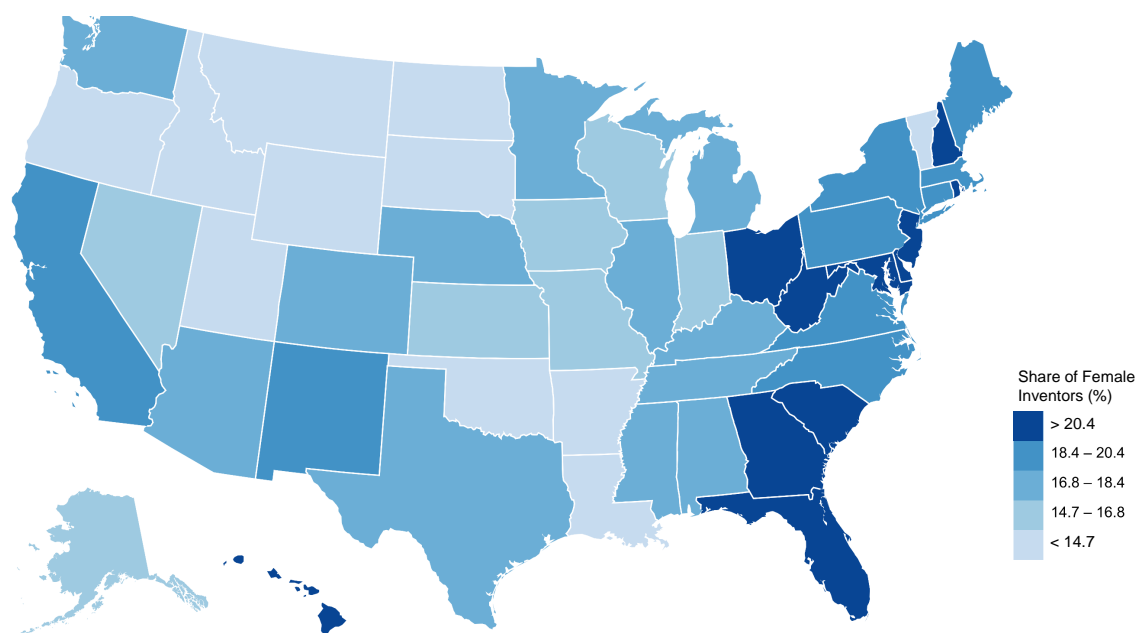 Share of Female
Inventors (%)
> 20.4
18.4 – 20.4
16.8 – 18.4
14.7 – 16.8
< 14.7